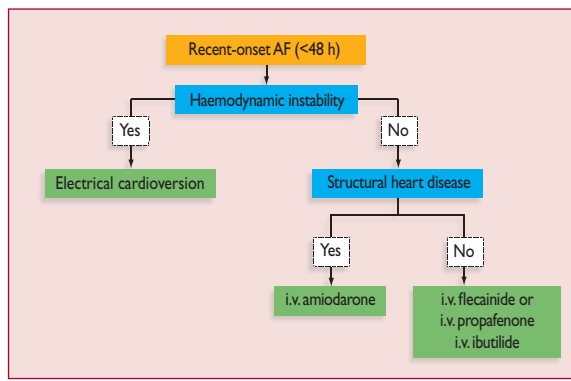 Recent-onset AF (<48 h)
Haemodynamic instability
Yes
No
Electrical cardioversion
Structural heart disease
Yes
No
i.v. amiodarone
i.v. flecainide or
i.v. propafenone
i.v. ibutilide